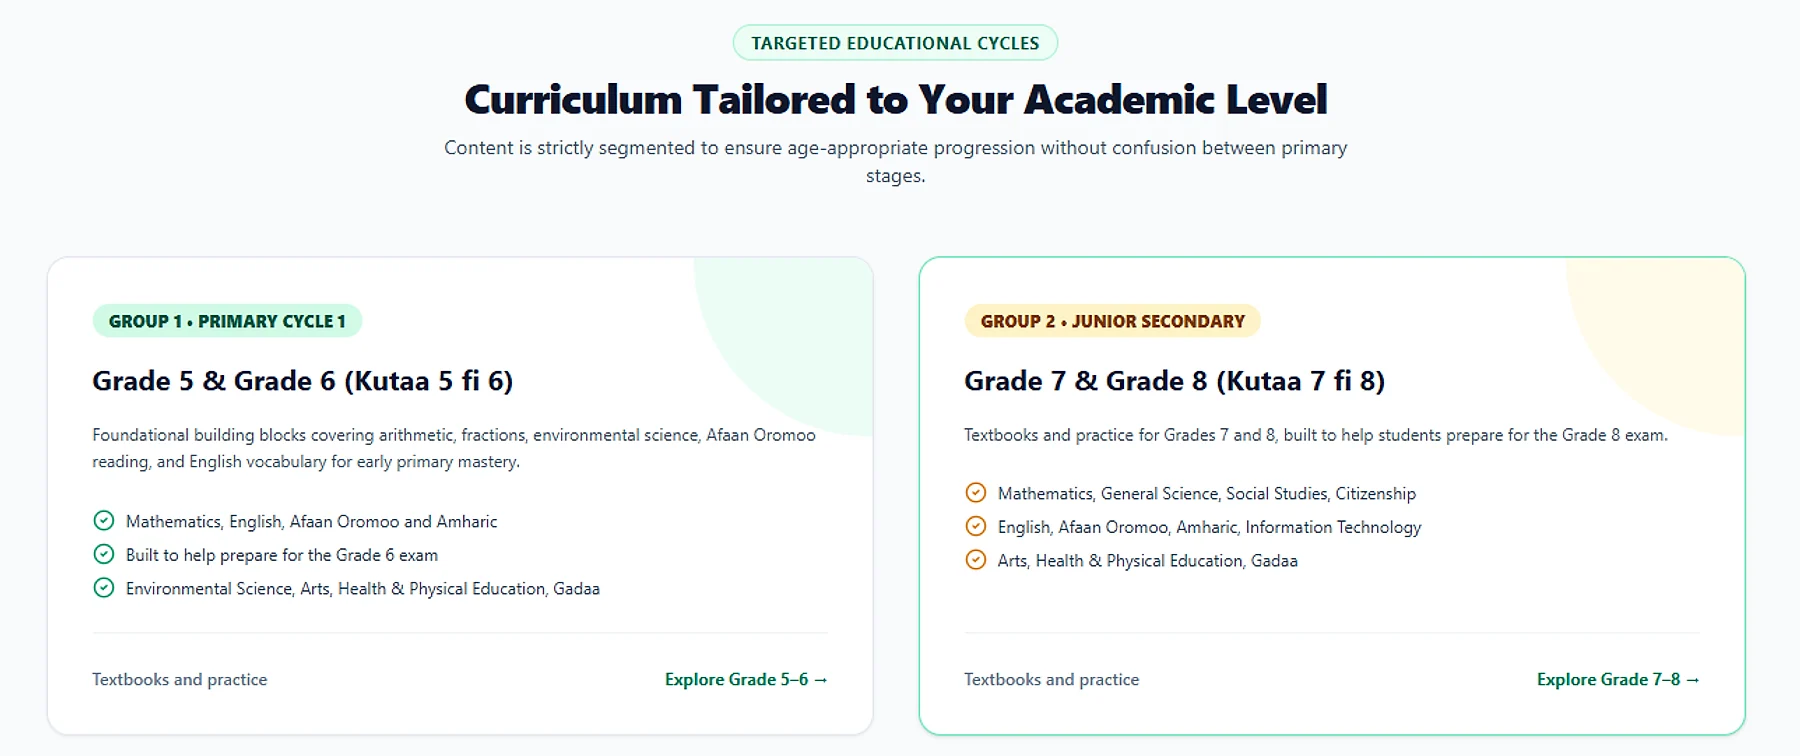 TARGETED EDUCATIONAL CYCLES
Curriculum Tailored to Your Academic Level
Content is strictly segmented to ensure age-appropriate progression without confusion between primary
stages.
GROUP 1 • PRIMARY CYCLE 1
Grade 5 & Grade 6 (Kutaa 5 fi 6)
Foundational building blocks covering arithmetic, fractions, environmental science, Afaan Oromoo
reading, and English vocabulary for early primary mastery.
Mathematics, English, Afaan Oromoo and Amharic
Built to help prepare for the Grade 6 exam
Environmental Science, Arts, Health & Physical Education, Gadaa
Textbooks and practice
Explore Grade 5–6 →
GROUP 2 • JUNIOR SECONDARY
Grade 7 & Grade 8 (Kutaa 7 fi 8)
Textbooks and practice for Grades 7 and 8, built to help students prepare for the Grade 8 exam.
Mathematics, General Science, Social Studies, Citizenship
English, Afaan Oromoo, Amharic, Information Technology
Arts, Health & Physical Education, Gadaa
Textbooks and practice
Explore Grade 7–8 →